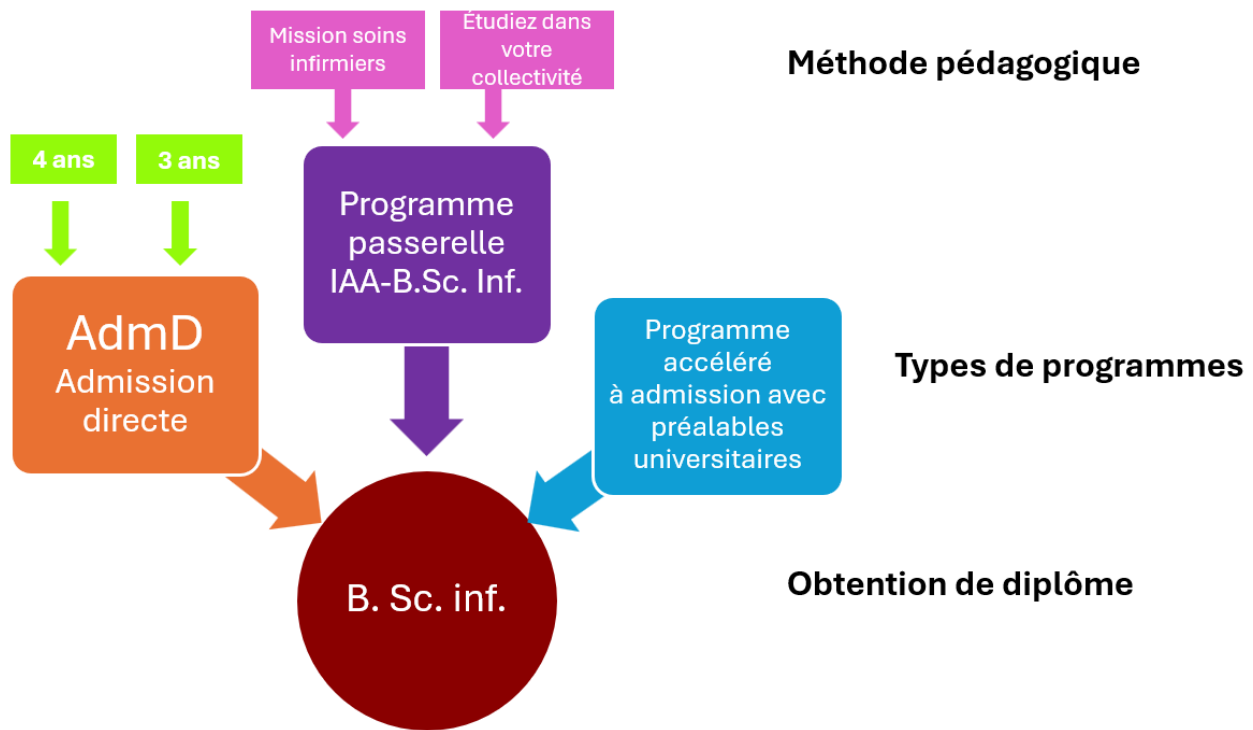 Mission soins
infirmiers
Étudiez dans
votre
collectivité
Méthode pédagogique
4 ans
3 ans
Programme
passerelle
IAA-B.Sc. Inf.
AdmD
Admission
directe
Programme
accéléré
à admission avec
préalables
universitaires
Types de programmes
B. Sc. inf.
Obtention de diplôme